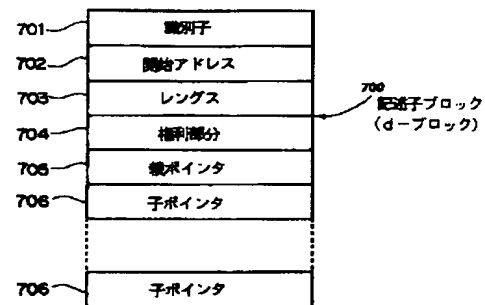 701 識別子
702 開始アドレス
703 レングス
700 記述子ブロック
(d-ブロック)
704 権利部分
705 親ポインタ
706 子ポインタ
706 子ポインタ